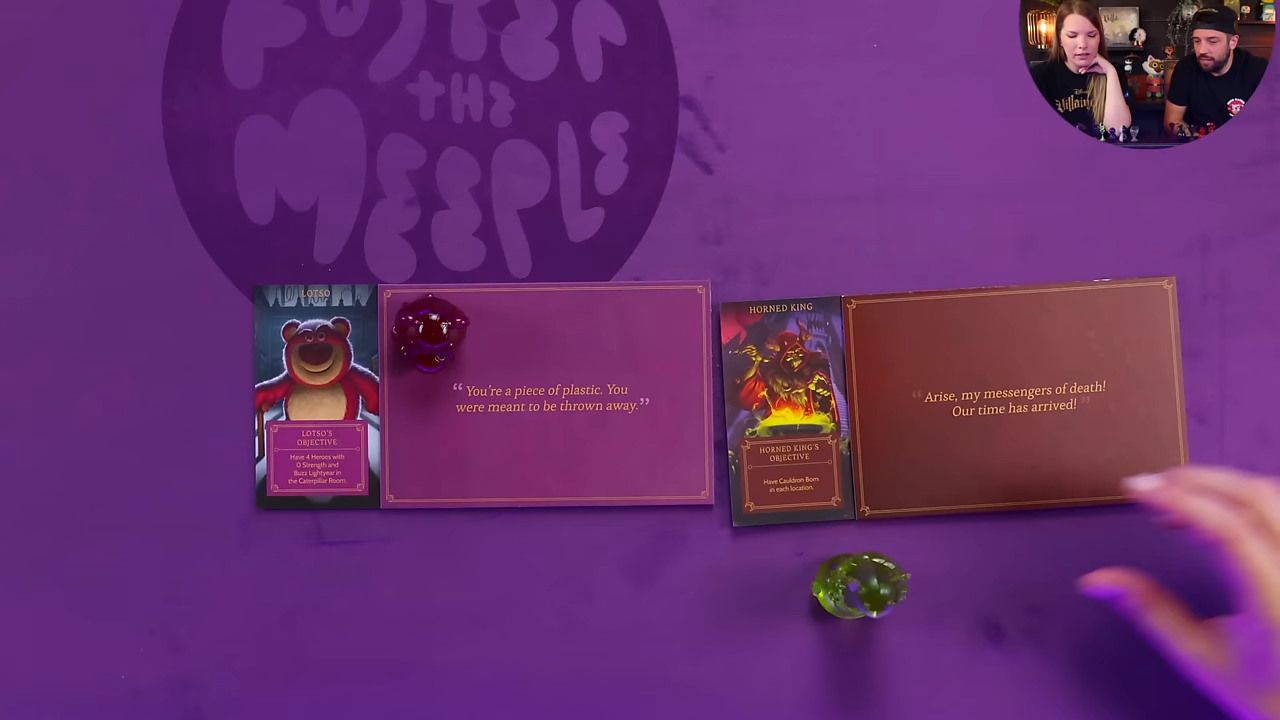 FOSTER
THE
MEEPLE
Villains
LOTSO
“ You’re a piece of plastic. You
were meant to be thrown away.”
LOTSO'S
OBJECTIVE
Have 4 Heroes with
0 Strength and
Buzz Lightyear in
the Caterpillar Room.
HORNED KING
“ Arise, my messengers of death!
Our time has arrived! ”
HORNED KING'S
OBJECTIVE
Have Cauldron Born
in each location.